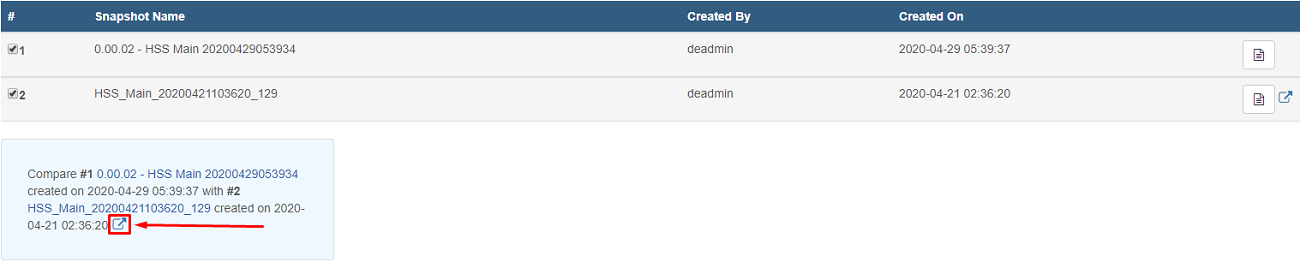 # Snapshot Name Created By Created On
1 0.00.02 - HSS Main 20200429053934 deadmin 2020-04-29 05:39:37
2 HSS_Main_20200421103620_129 deadmin 2020-04-21 02:36:20
Compare #1 0.00.02 - HSS Main 20200429053934
created on 2020-04-29 05:39:37 with #2
HSS_Main_20200421103620_129 created on 2020-
04-21 02:36:20